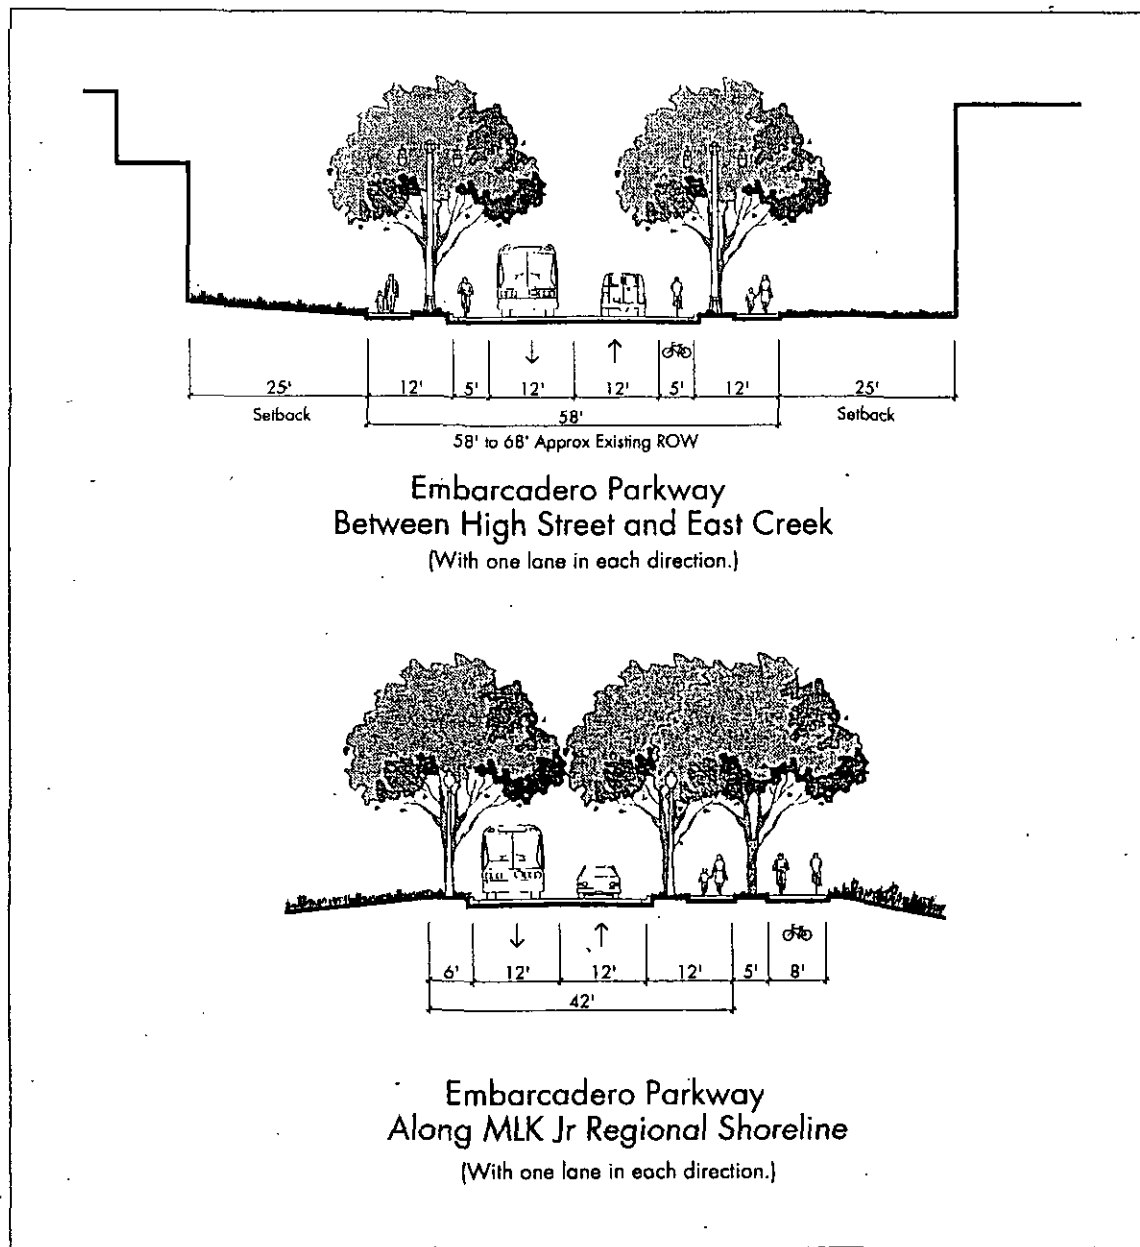 25' 12' 5' 12' 12' 5' 12' 25'
Setback Setback
58'
58' to 68' Approx Existing ROW
Embarcadero Parkway
Between High Street and East Creek
(With one lane in each direction.)
6' 12' 12' 12' 5' 8'
42'
Embarcadero Parkway
Along MLK Jr Regional Shoreline
(With one lane in each direction.)